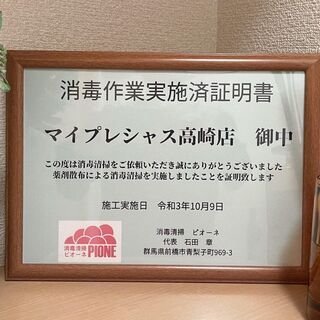 消毒作業実施済証明書
マイプレシャス高崎店 御中
この度は消毒清掃をご依頼いただき誠にありがとうございました
薬剤散布による消毒清掃を実施しましたことを証明致します
施工実施日 令和3年10月9日
消毒清掃 ピオーネ
代表 石田 章
群馬県前橋市青梨子町969-3
消毒清掃
ピオーネ PIONE